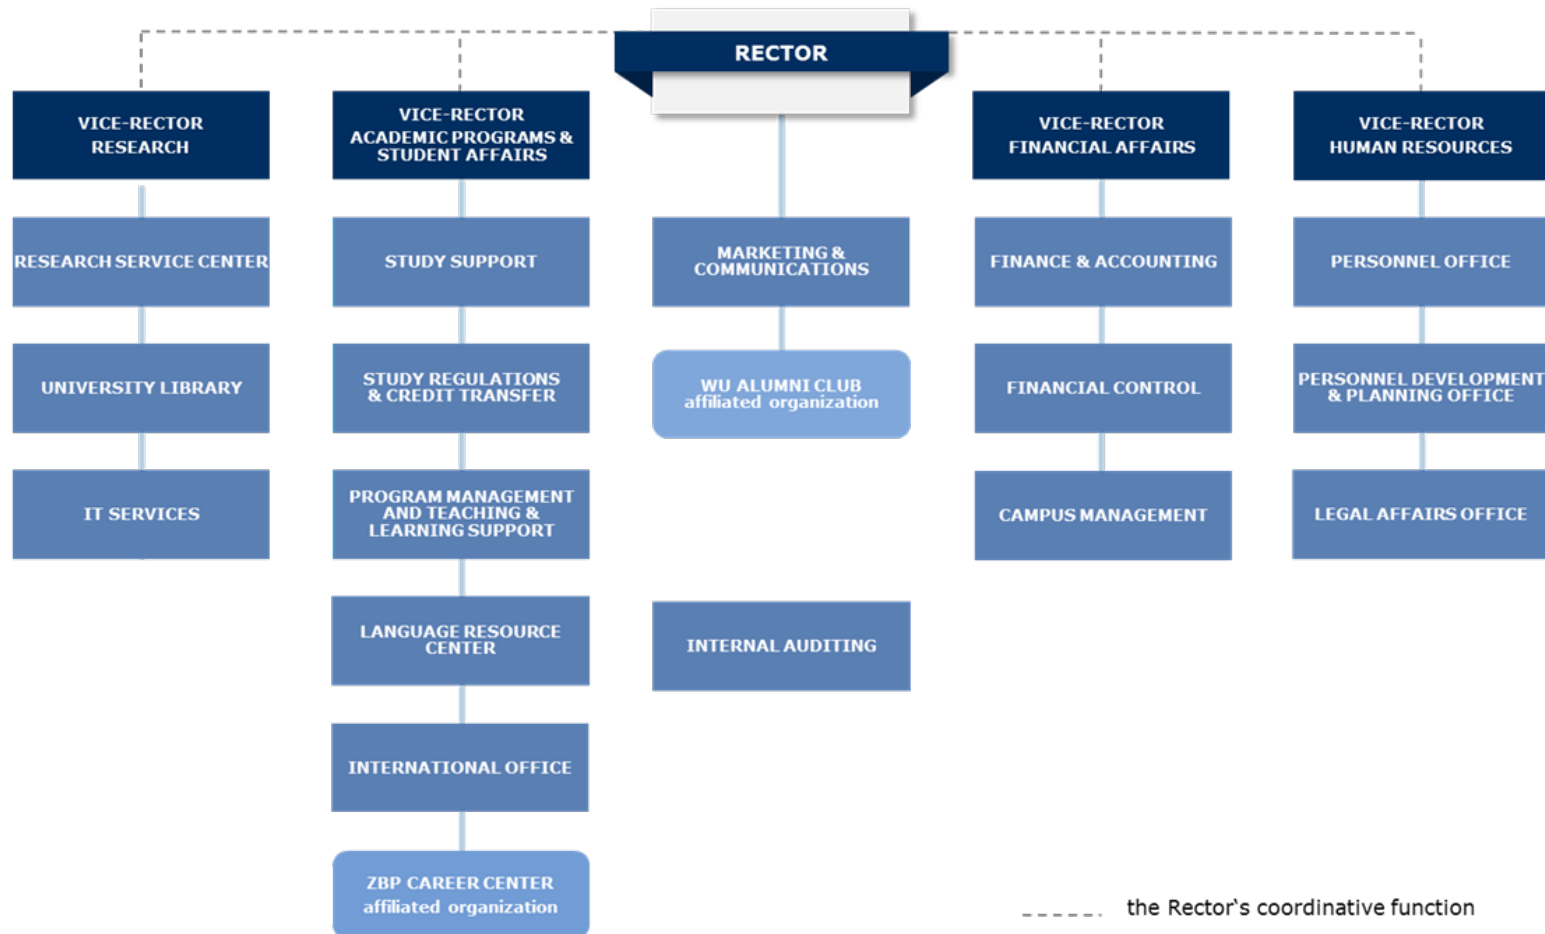 RECTOR
VICE-RECTOR
RESEARCH
VICE-RECTOR
ACADEMIC PROGRAMS &
STUDENT AFFAIRS
VICE-RECTOR
FINANCIAL AFFAIRS
VICE-RECTOR
HUMAN RESOURCES
RESEARCH SERVICE CENTER
STUDY SUPPORT
MARKETING &
COMMUNICATIONS
FINANCE & ACCOUNTING
PERSONNEL OFFICE
UNIVERSITY LIBRARY
STUDY REGULATIONS
& CREDIT TRANSFER
WU ALUMNI CLUB
affiliated organization
FINANCIAL CONTROL
PERSONNEL DEVELOPMENT
& PLANNING OFFICE
IT SERVICES
PROGRAM MANAGEMENT
AND TEACHING &
LEARNING SUPPORT
CAMPUS MANAGEMENT
LEGAL AFFAIRS OFFICE
LANGUAGE RESOURCE
CENTER
INTERNAL AUDITING
INTERNATIONAL OFFICE
ZBP CAREER CENTER
affiliated organization
the Rector‘s coordinative function